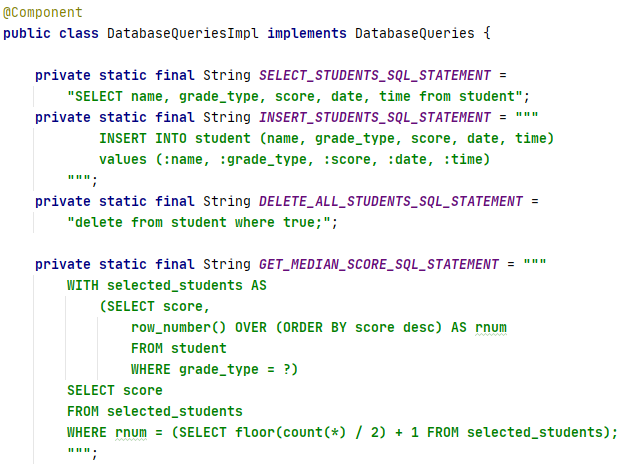 @Component
public class DatabaseQueriesImpl implements DatabaseQueries {

    private static final String SELECT_STUDENTS_SQL_STATEMENT =
        "SELECT name, grade_type, score, date, time from student";
    private static final String INSERT_STUDENTS_SQL_STATEMENT = """
            INSERT INTO student (name, grade_type, score, date, time)
            values (:name, :grade_type, :score, :date, :time)
        """;
    private static final String DELETE_ALL_STUDENTS_SQL_STATEMENT =
        "delete from student where true;";

    private static final String GET_MEDIAN_SCORE_SQL_STATEMENT = """
        WITH selected_students AS
            (SELECT score,
                row_number() OVER (ORDER BY score desc) AS rnum
                FROM student
                WHERE grade_type = ?)
        SELECT score
        FROM selected_students
        WHERE rnum = (SELECT floor(count(*) / 2) + 1 FROM selected_students);
        """;